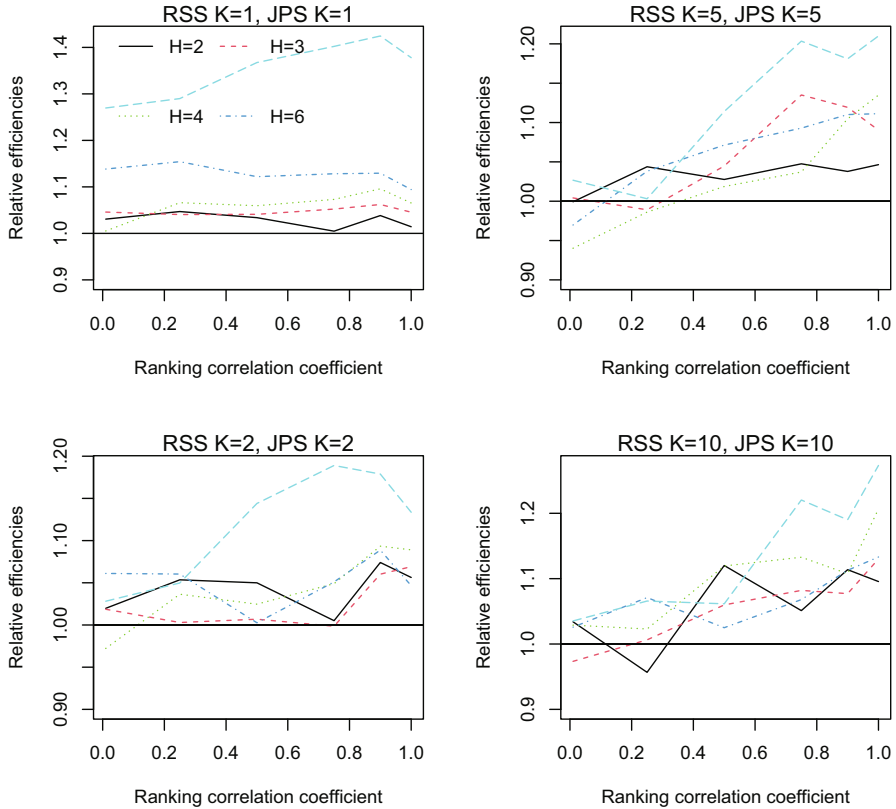 RSS K=1, JPS K=1
H=2
H=3
H=4
H=6
Relative efficiencies
0.9
1.0
1.1
1.2
1.3
1.4
0.0 0.2 0.4 0.6 0.8 1.0
Ranking correlation coefficient
RSS K=5, JPS K=5
Relative efficiencies
0.90
1.00
1.10
1.20
0.0 0.2 0.4 0.6 0.8 1.0
Ranking correlation coefficient
RSS K=2, JPS K=2
Relative efficiencies
0.90
1.00
1.10
1.20
0.0 0.2 0.4 0.6 0.8 1.0
Ranking correlation coefficient
RSS K=10, JPS K=10
Relative efficiencies
0.9
1.0
1.1
1.2
0.0 0.2 0.4 0.6 0.8 1.0
Ranking correlation coefficient